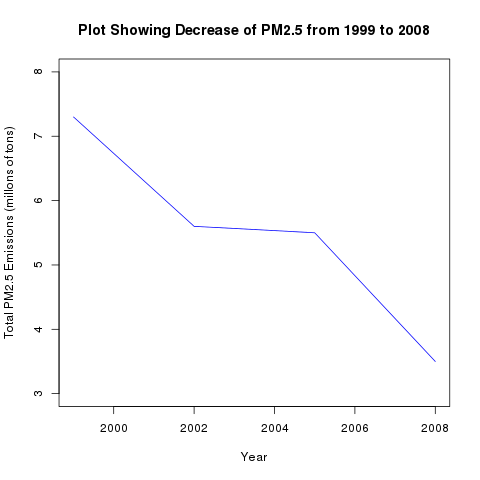 Plot Showing Decrease of PM2.5 from 1999 to 2008
Total PM2.5 Emissions (millons of tons)
8
7
6
5
4
3
2000 2002 2004 2006 2008
Year